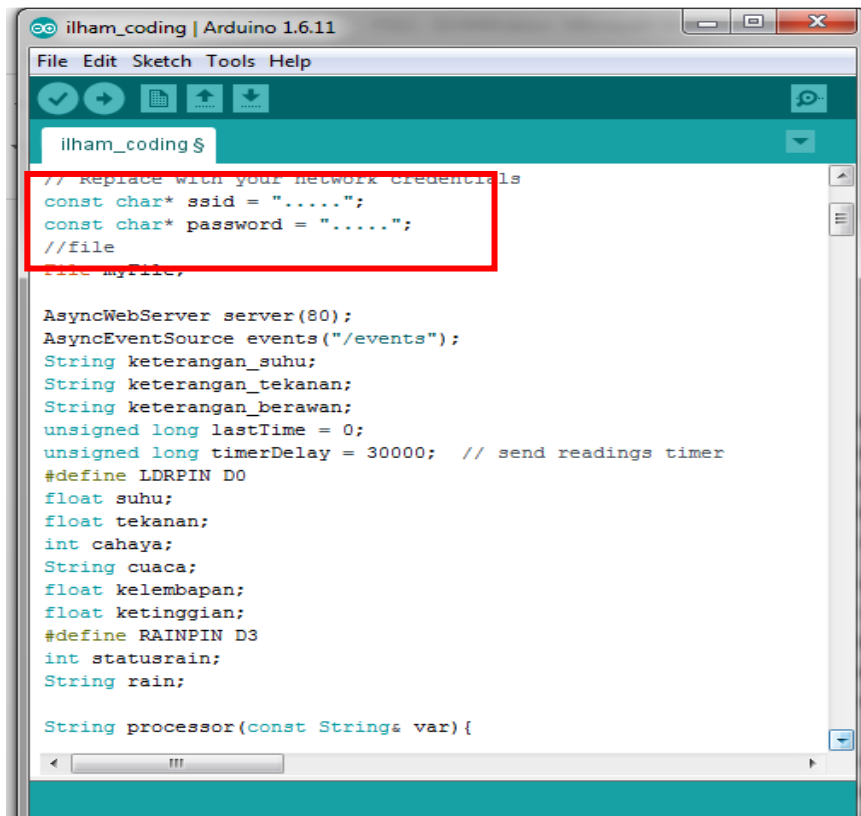 ilham_coding | Arduino 1.6.11
File Edit Sketch Tools Help
ilham_coding §
// Replace with your network credentials
const char* ssid = ".....";
const char* password = ".....";
//file
File myFile;

AsyncWebServer server(80);
AsyncEventSource events("/events");
String keterangan_suhu;
String keterangan_tekanan;
String keterangan_berawan;
unsigned long lastTime = 0;
unsigned long timerDelay = 30000;  // send readings timer
#define LDRPIN D0
float suhu;
float tekanan;
int cahaya;
String cuaca;
float kelembapan;
float ketinggian;
#define RAINPIN D3
int statusrain;
String rain;

String processor(const String& var){